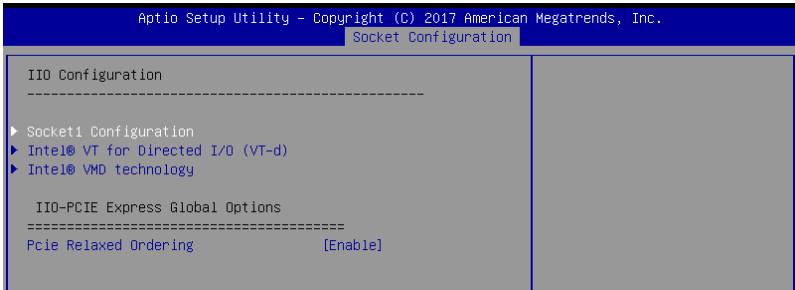 Aptio Setup Utility – Copyright (C) 2017 American Megatrends, Inc.
Socket Configuration
IIO Configuration
--------------------------------------------------
Socket1 Configuration
Intel® VT for Directed I/O (VT-d)
Intel® VMD technology
IIO-PCIE Express Global Options
========================================
Pcie Relaxed Ordering [Enable]